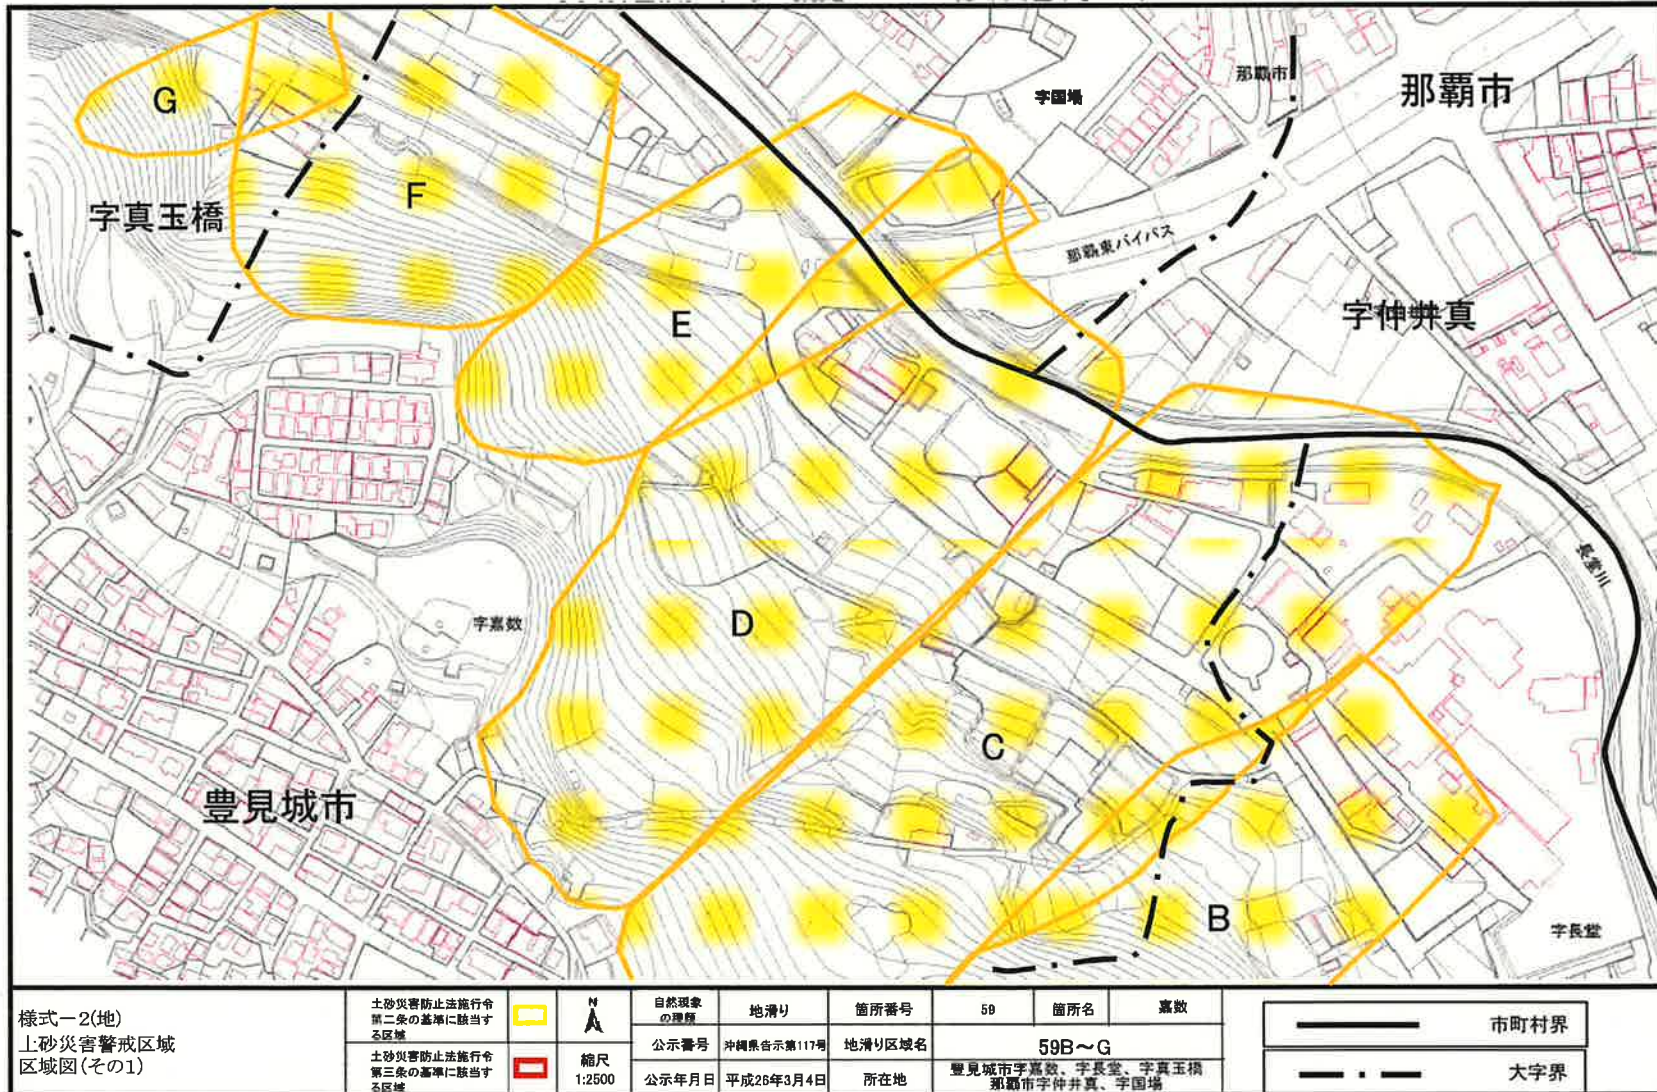 那覇市
字国場
那覇市
G
F
字真玉橋
那覇東バイパス
字仲井真
E
長堂川
字嘉数
D
C
豊見城市
B
字長堂
様式－2(地)
土砂災害警戒区域
区域図(その1)
土砂災害防止法施行令
第二条の基準に該当す
る区域
土砂災害防止法施行令
第三条の基準に該当す
る区域
N
縮尺
1:2500
自然現象
の種類
地滑り
箇所番号
59
箇所名
嘉数
公示番号
沖縄県告示第117号
地滑り区域名
59B～G
公示年月日
平成26年3月4日
所在地
豊見城市字嘉数、字長堂、字真玉橋
那覇市字仲井真、字国場
市町村界
大字界